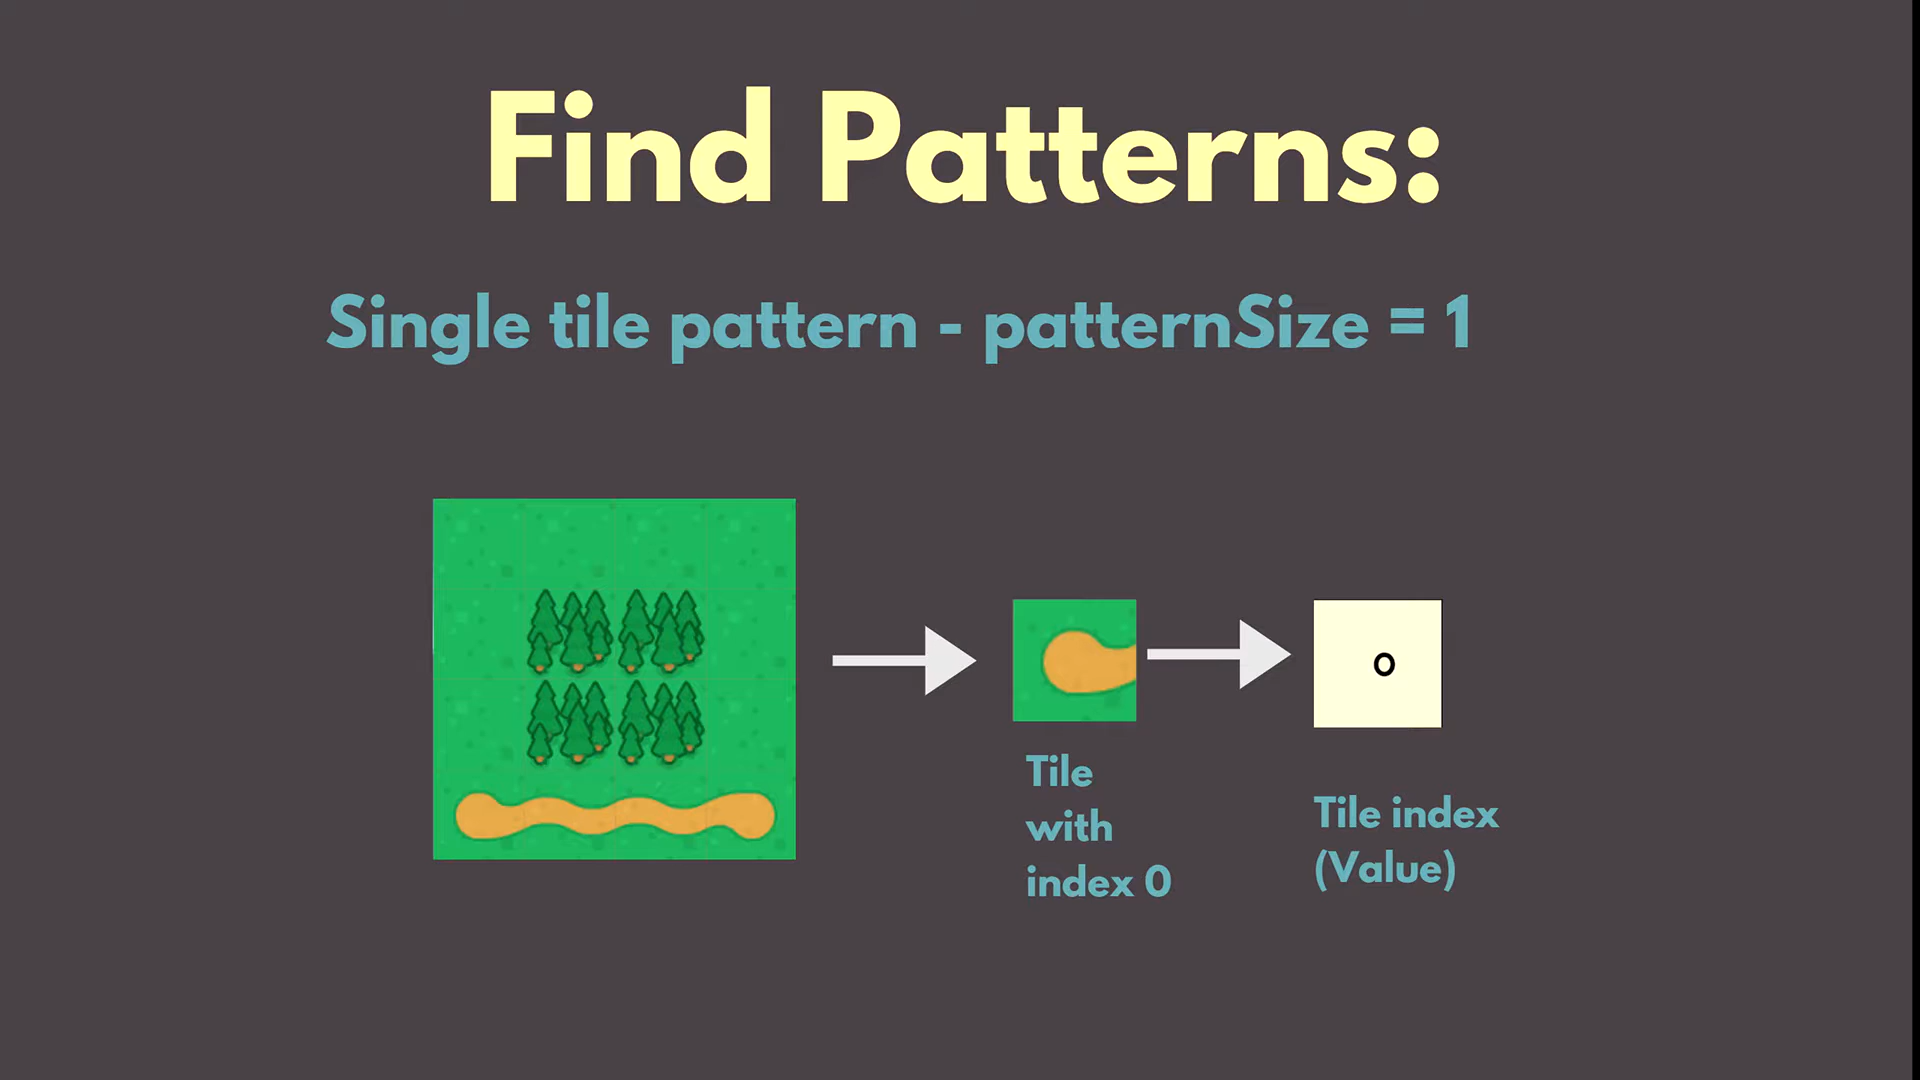 Find Patterns:
Single tile pattern - patternSize = 1
Tile
with
index 0
0
Tile index
(Value)